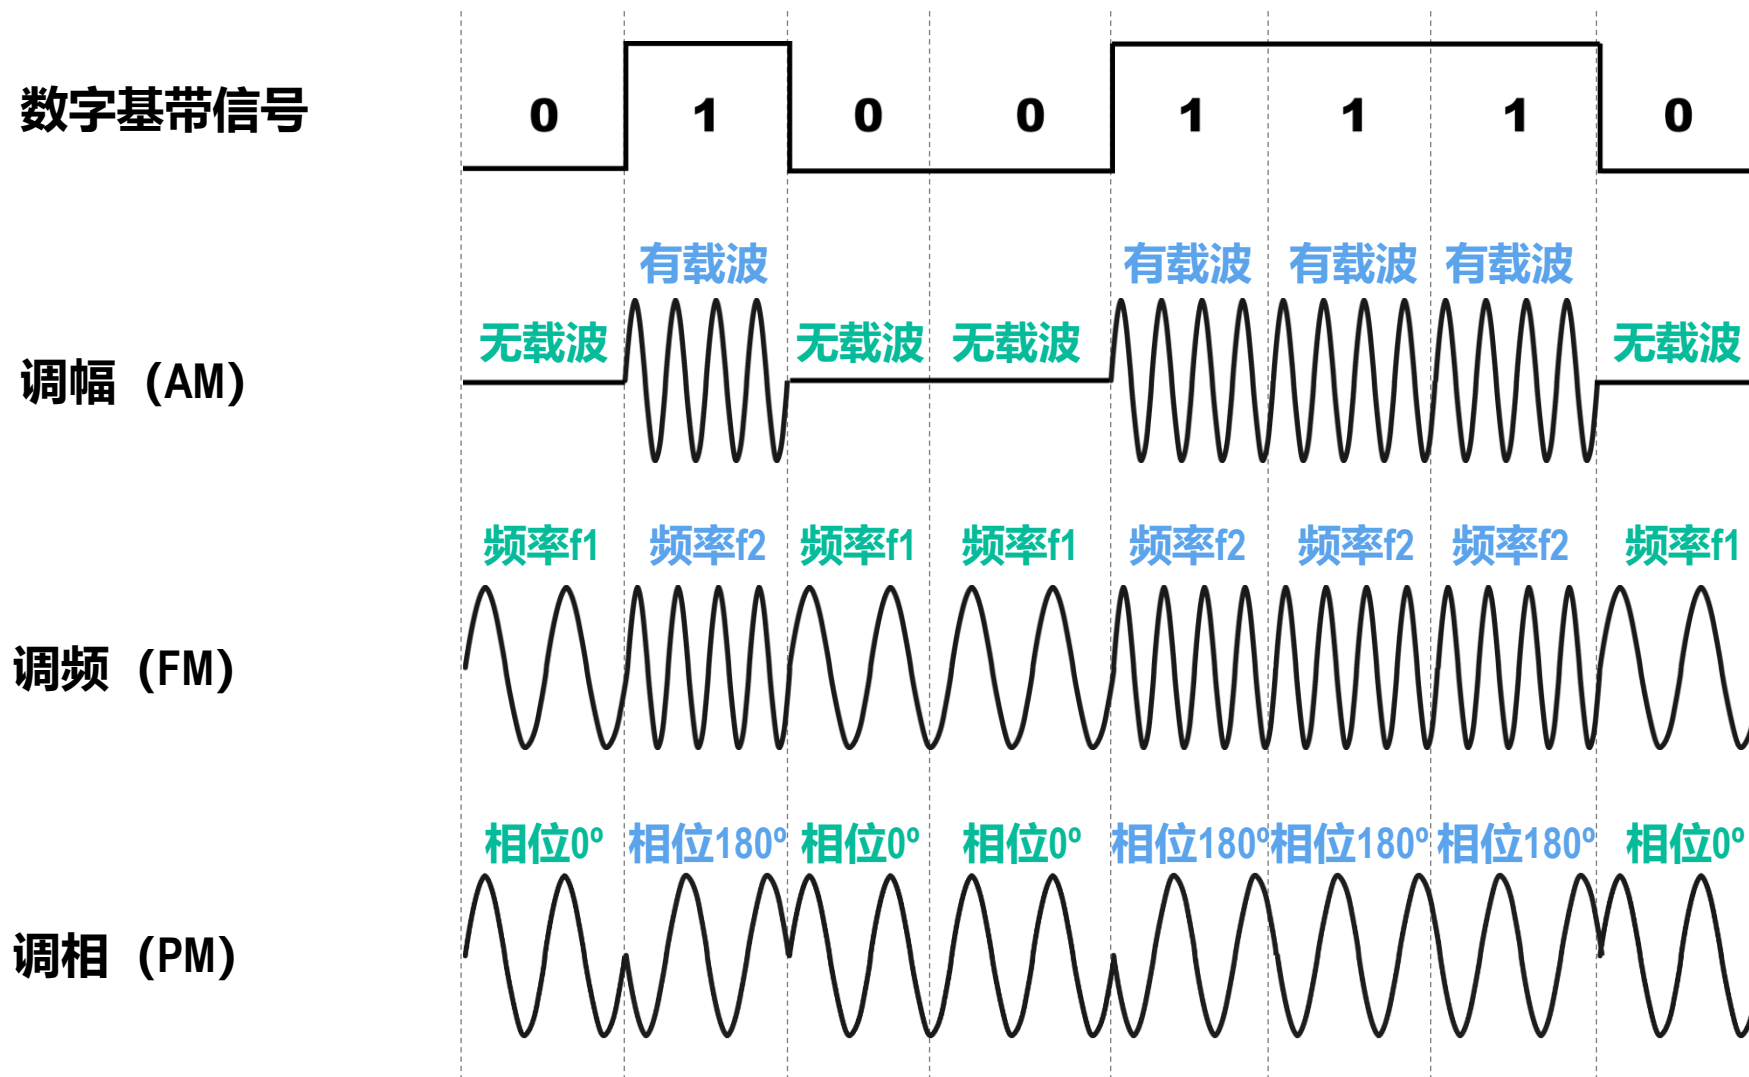 数字基带信号 0 1 0 0 1 1 1 0
有载波 有载波 有载波 有载波
无载波 无载波 无载波 无载波
调幅（AM）
频率f1 频率f2 频率f1 频率f1 频率f2 频率f2 频率f2 频率f1
调频（FM）
相位0º 相位180º 相位0º 相位0º 相位180º 相位180º 相位180º 相位0º
调相（PM）